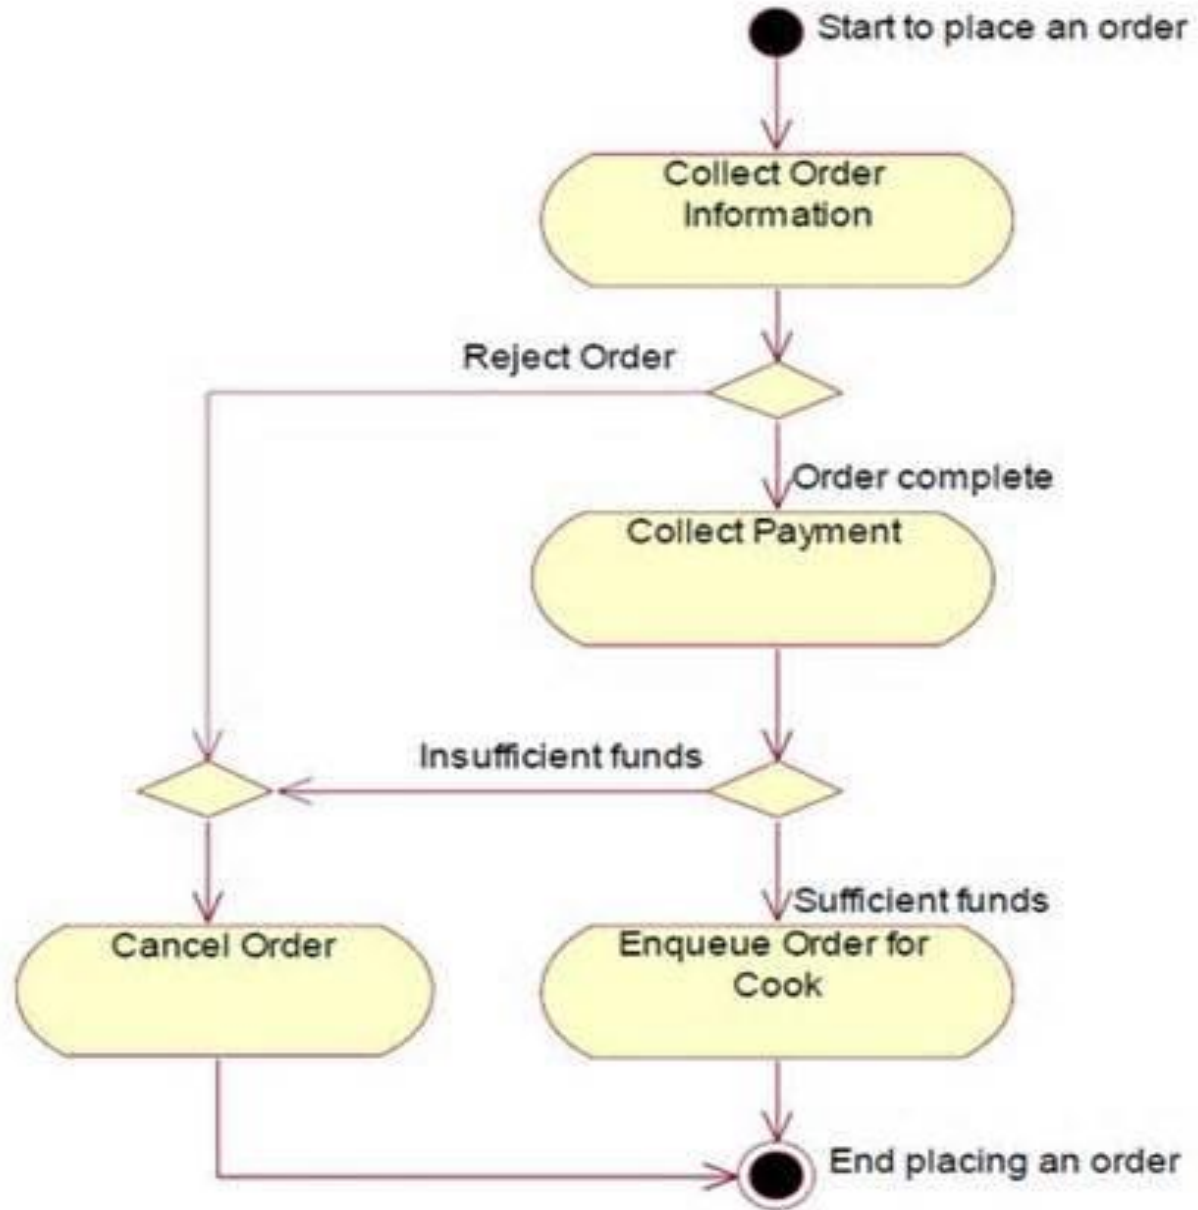 Start to place an order
Collect Order
Information
Reject Order
Order complete
Collect Payment
Insufficient funds
Sufficient funds
Cancel Order
Enqueue Order for
Cook
End placing an order